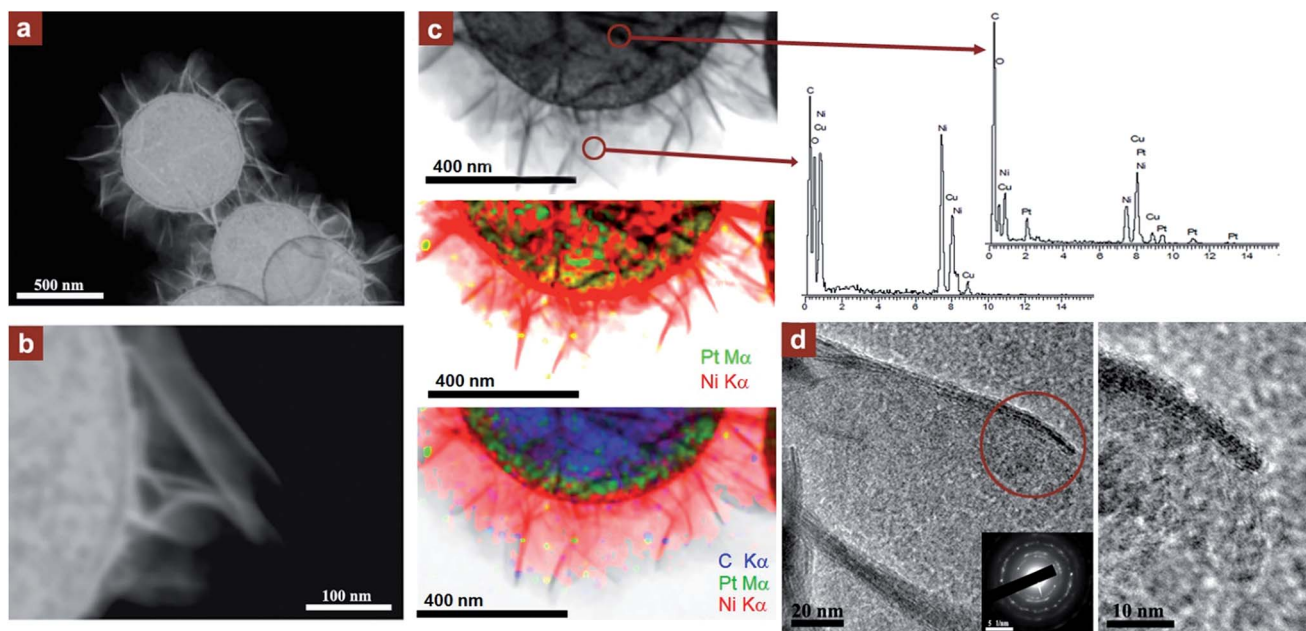 a
500 nm
b
100 nm
c
400 nm
Pt Mα
Ni Kα
400 nm
C Kα
Pt Mα
Ni Kα
400 nm
C
O
Ni
Cu
Ni
Cu
Ni
Cu
0 2 4 6 8 10 12 14
C
O
Ni
Cu
Pt
Ni
Cu
Pt
Ni
Cu
Pt
Pt
Pt
0 2 4 6 8 10 12 14
d
20 nm
5 1/nm
10 nm